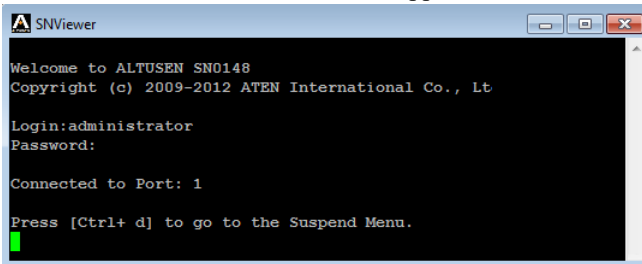 SNViewer
Welcome to ALTUSEN SN0148
Copyright (c) 2009-2012 ATEN International Co., Lt
Login:administrator
Password:
Connected to Port: 1
Press [Ctrl+ d] to go to the Suspend Menu.